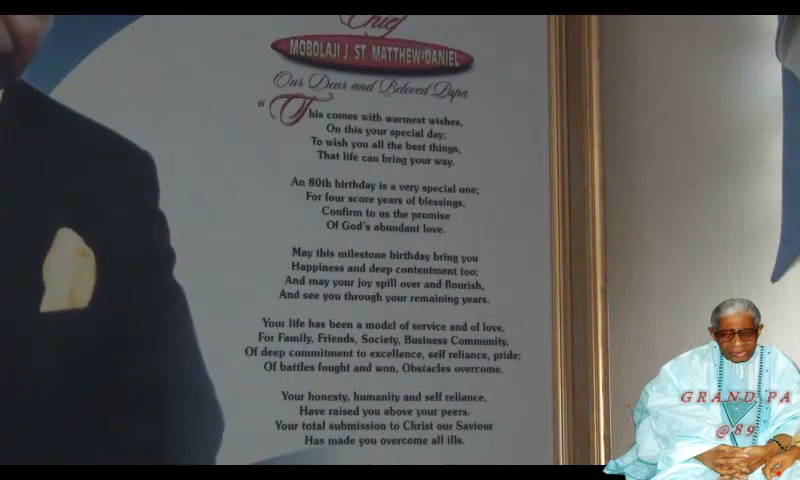 Chief
MOBOLAJI J. ST. MATTHEW-DANIEL
Our Dear and Beloved Papa
"This comes with warmest wishes,
On this your special day;
To wish you all the best things,
That life can bring your way.
An 80th birthday is a very special one;
For four score years of blessings,
Confirm to us the promise
Of God's abundant love.
May this milestone birthday bring you
Happiness and deep contentment too;
And may your joy spill over and flourish,
And see you through your remaining years.
Your life has been a model of service and of love,
For Family, Friends, Society, Business Community,
Of deep commitment to excellence, self reliance, pride;
Of battles fought and won, Obstacles overcome.
Your honesty, humanity and self reliance,
Have raised you above your peers.
Your total submission to Christ our Saviour
Has made you overcome all ills.
GRAND PA
@ 89